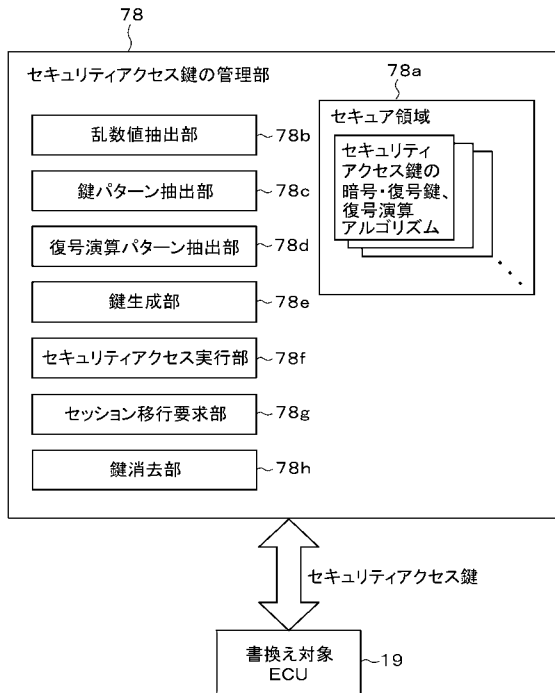 78
セキュリティアクセス鍵の管理部
78a
セキュア領域
セキュリティ
アクセス鍵の
暗号・復号鍵、
復号演算
アルゴリズム
乱数値抽出部
78b
鍵パターン抽出部
78c
復号演算パターン抽出部
78d
鍵生成部
78e
セキュリティアクセス実行部
78f
セッション移行要求部
78g
鍵消去部
78h
セキュリティアクセス鍵
書換え対象
ECU
19